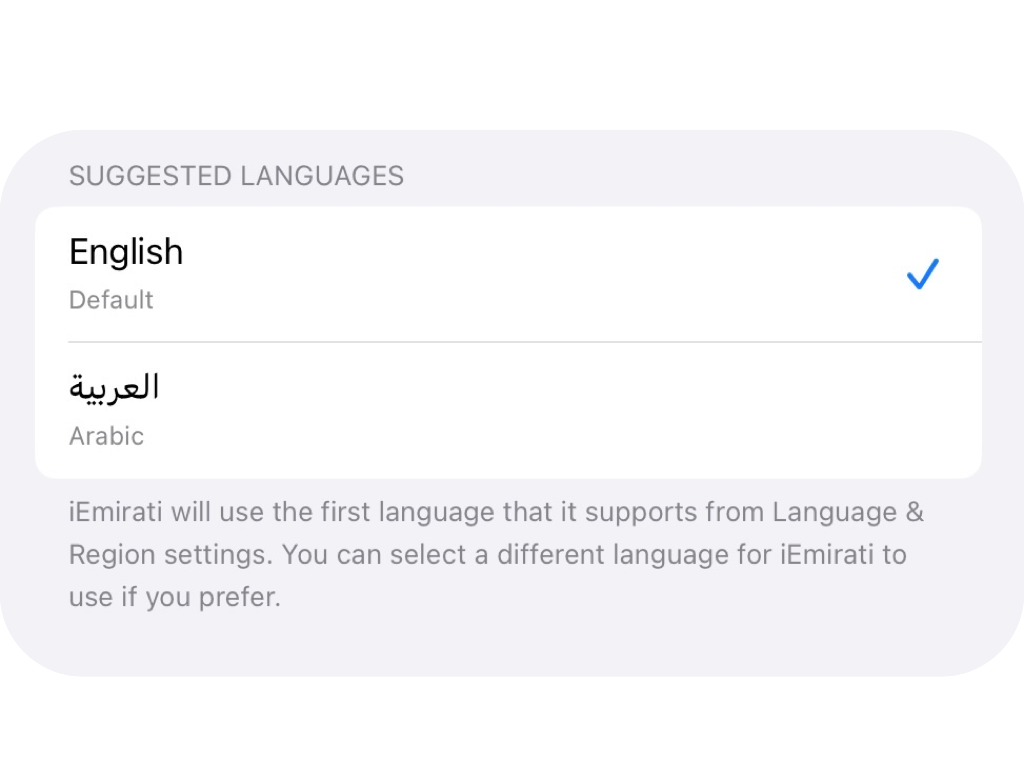 SUGGESTED LANGUAGES
English
Default
العربية
Arabic
iEmirati will use the first language that it supports from Language &
Region settings. You can select a different language for iEmirati to
use if you prefer.